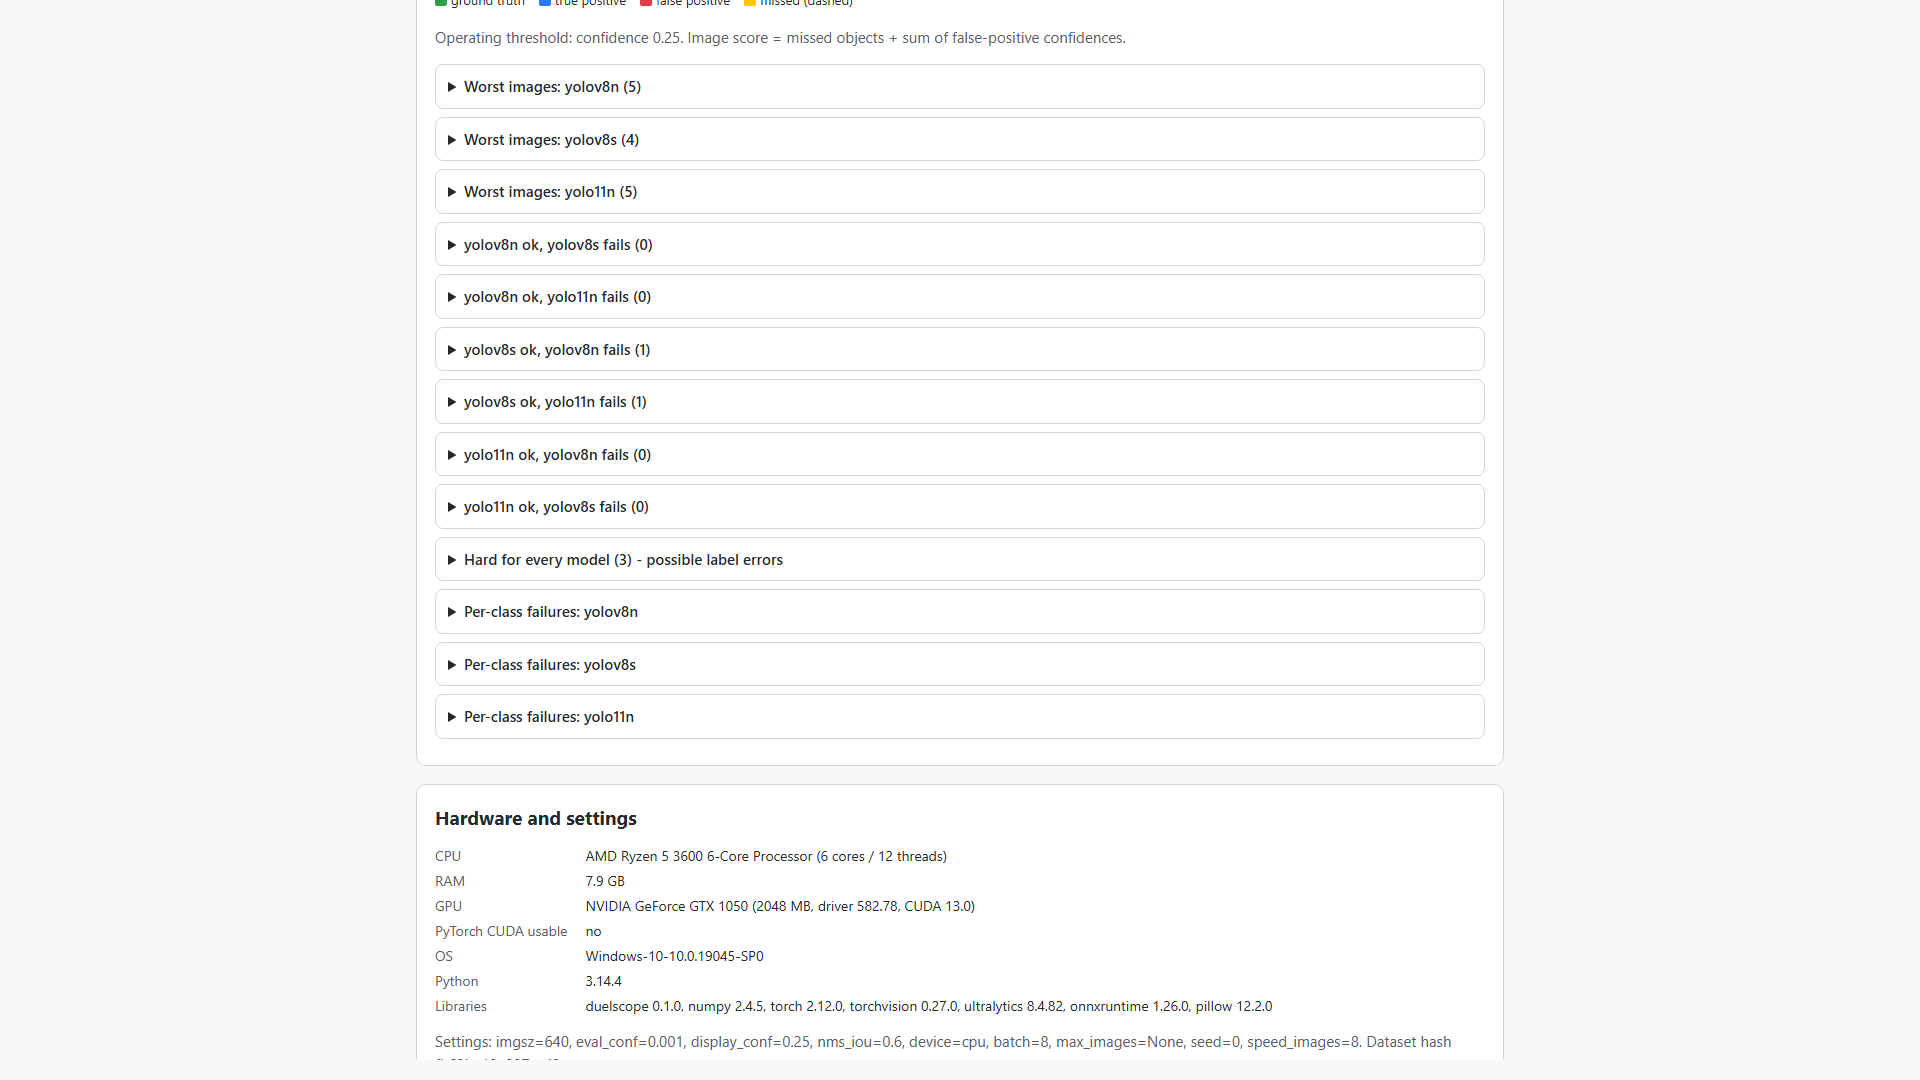 ground truth true positive false positive missed (dashed)
Operating threshold: confidence 0.25. Image score = missed objects + sum of false-positive confidences.
Worst images: yolov8n (5)
Worst images: yolov8s (4)
Worst images: yolo11n (5)
yolov8n ok, yolov8s fails (0)
yolov8n ok, yolo11n fails (0)
yolov8s ok, yolov8n fails (1)
yolov8s ok, yolo11n fails (1)
yolo11n ok, yolov8n fails (0)
yolo11n ok, yolov8s fails (0)
Hard for every model (3) - possible label errors
Per-class failures: yolov8n
Per-class failures: yolov8s
Per-class failures: yolo11n
Hardware and settings
CPU AMD Ryzen 5 3600 6-Core Processor (6 cores / 12 threads)
RAM 7.9 GB
GPU NVIDIA GeForce GTX 1050 (2048 MB, driver 582.78, CUDA 13.0)
PyTorch CUDA usable no
OS Windows-10-10.0.19045-SP0
Python 3.14.4
Libraries duelscope 0.1.0, numpy 2.4.5, torch 2.12.0, torchvision 0.27.0, ultralytics 8.4.82, onnxruntime 1.26.0, pillow 12.2.0
Settings: imgsz=640, eval_conf=0.001, display_conf=0.25, nms_iou=0.6, device=cpu, batch=8, max_images=None, seed=0, speed_images=8. Dataset hash